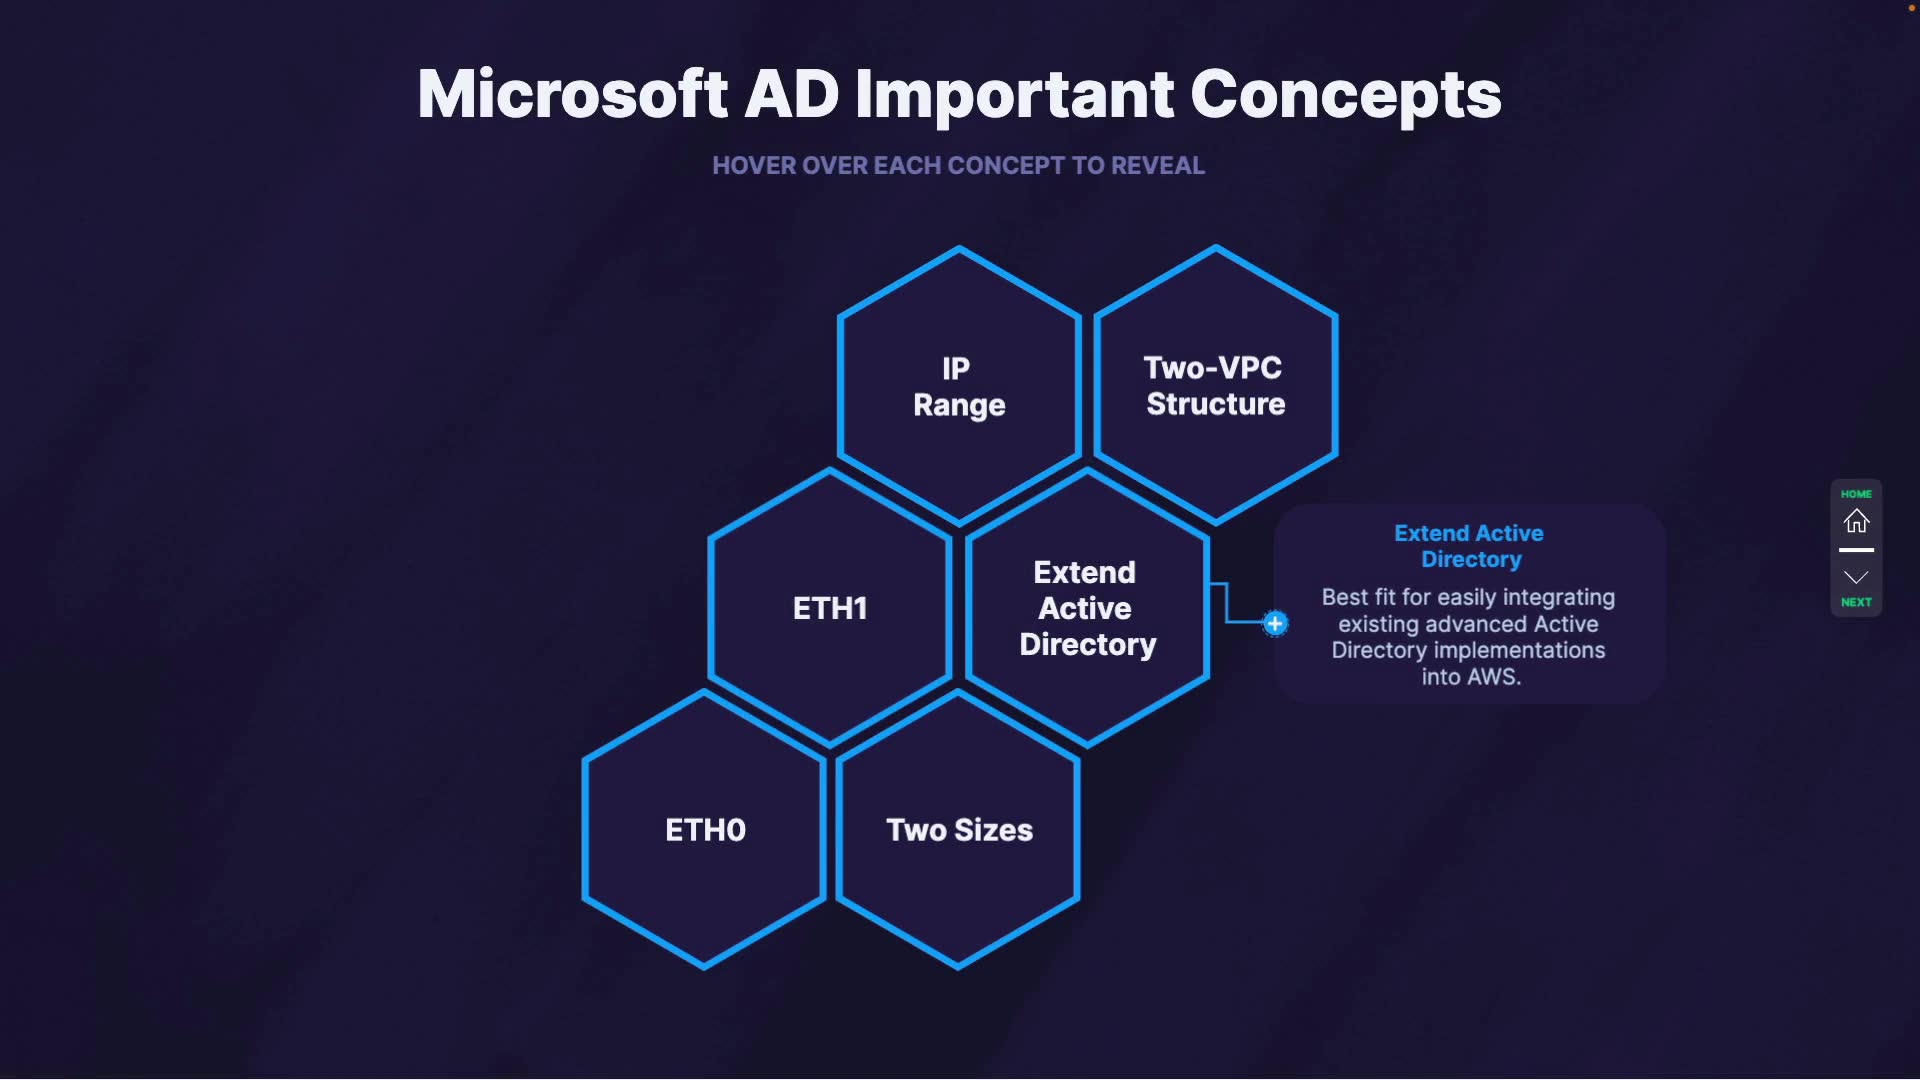 Microsoft AD Important Concepts
HOVER OVER EACH CONCEPT TO REVEAL
IP
Range
Two-VPC
Structure
ETH1
Extend
Active
Directory
Extend Active
Directory
Best fit for easily integrating
existing advanced Active
Directory implementations
into AWS.
ETH0
Two Sizes
HOME
NEXT